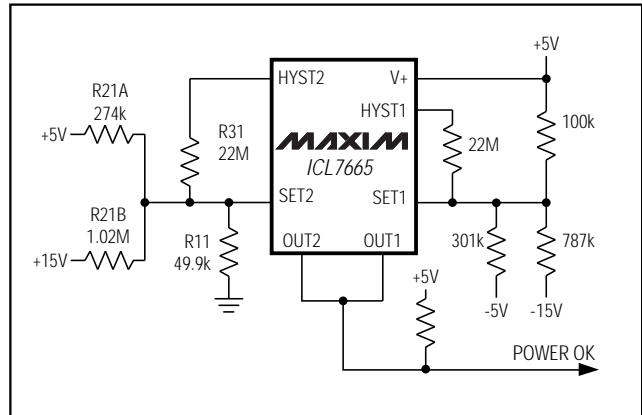 +5V
HYST2
V+
R21A
274k
HYST1
100k
+5V
R31
22M
MAXIM
22M
ICL7665
SET2
SET1
R21B
1.02M
R11
49.9k
301k
787k
OUT2
OUT1
+15V
+5V
-5V
-15V
POWER OK